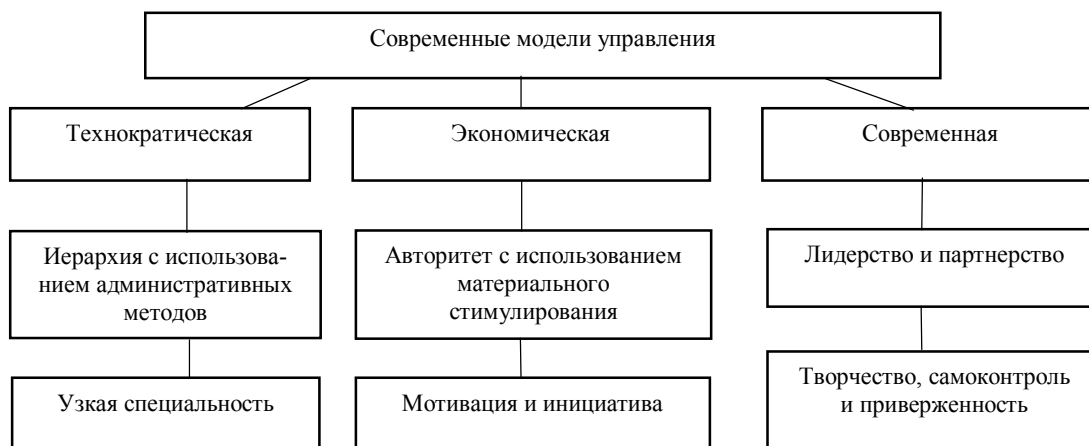 Современные модели управления
Технократическая
Экономическая
Современная
Иерархия с использова-
нием административных
методов
Авторитет с использованием
материального
стимулирования
Лидерство и партнерство
Узкая специальность
Мотивация и инициатива
Творчество, самоконтроль
и приверженность